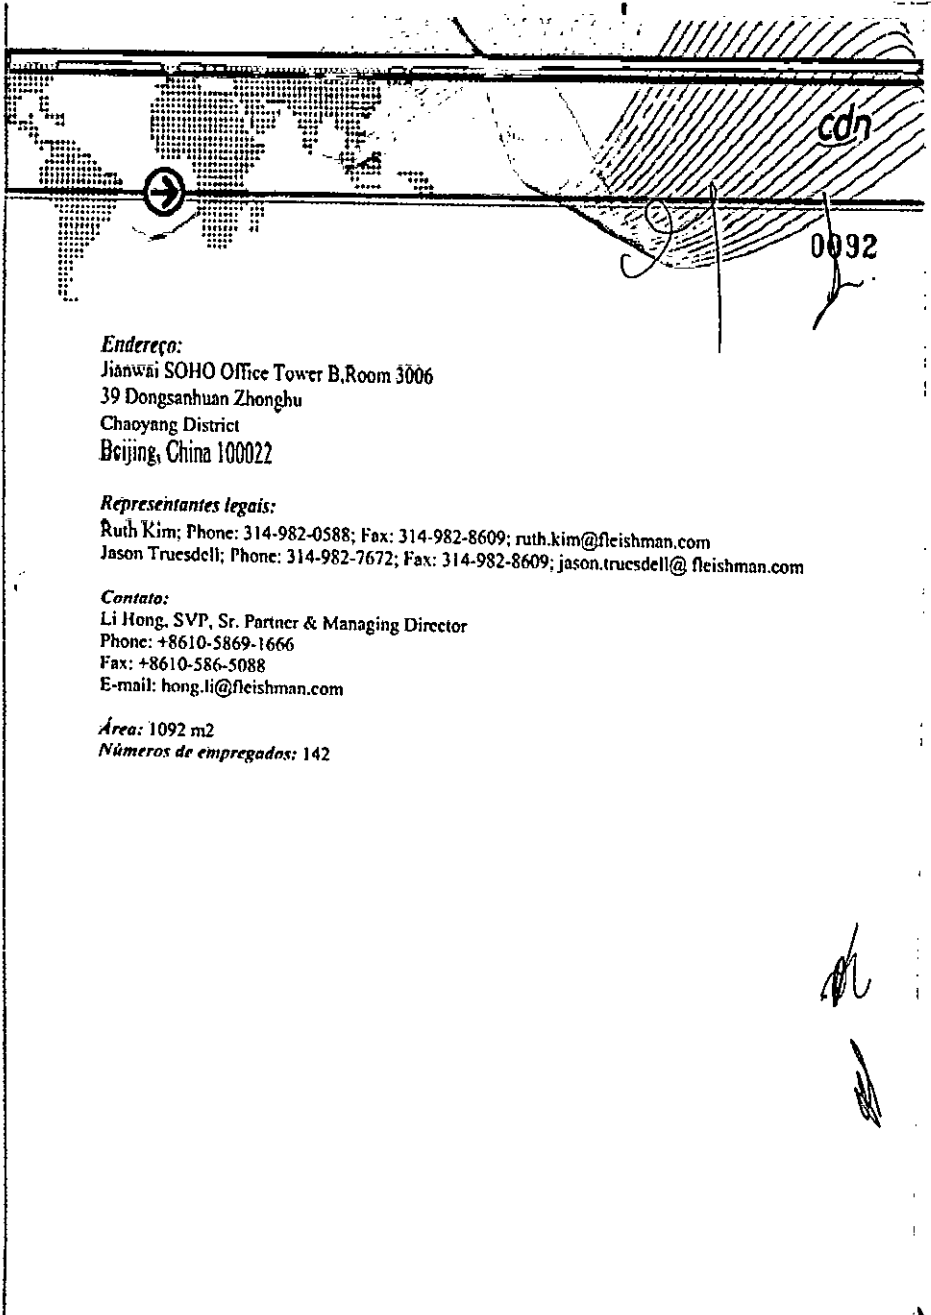 cdn
0092
Endereço:
Jianwai SOHO Office Tower B,Room 3006
39 Dongsanhuan Zhonghu
Chaoyang District
Beijing, China 100022
Representantes legais:
Ruth Kim; Phone: 314-982-0588; Fax: 314-982-8609; ruth.kim@fleishman.com
Jason Truesdell; Phone: 314-982-7672; Fax: 314-982-8609; jason.truesdell@ fleishman.com
Contato:
Li Hong, SVP, Sr. Partner & Managing Director
Phone: +8610-5869-1666
Fax: +8610-586-5088
E-mail: hong.li@fleishman.com
Área: 1092 m2
Números de empregados: 142